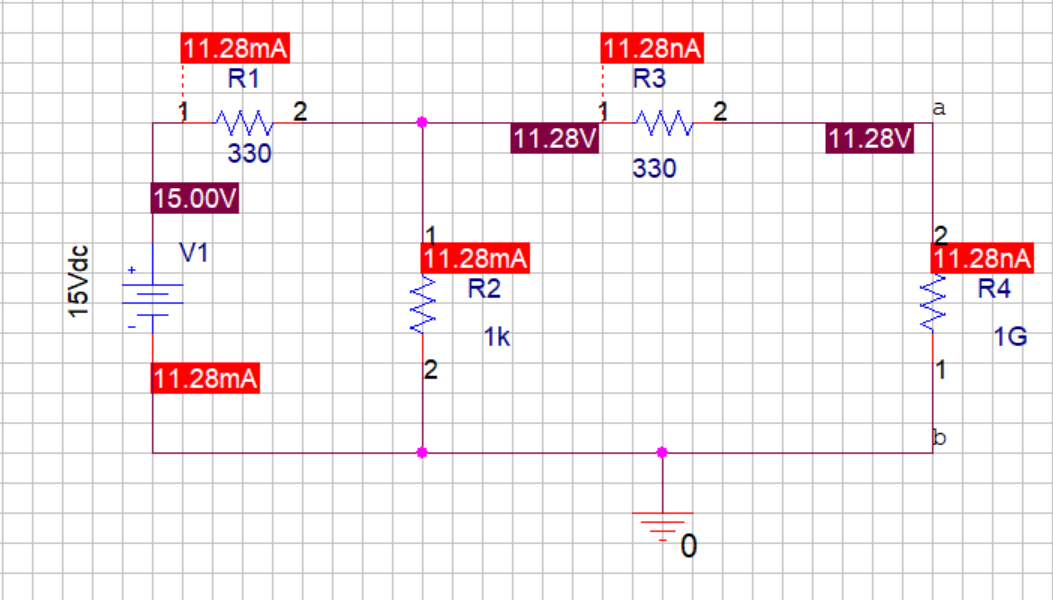 11.28mA
11.28nA
R1
R3
1
2
1
2
a
330
11.28V
11.28V
330
15.00V
15Vdc
V1
+
-
1
11.28mA
R2
1k
2
2
11.28nA
R4
1G
1
11.28mA
b
0